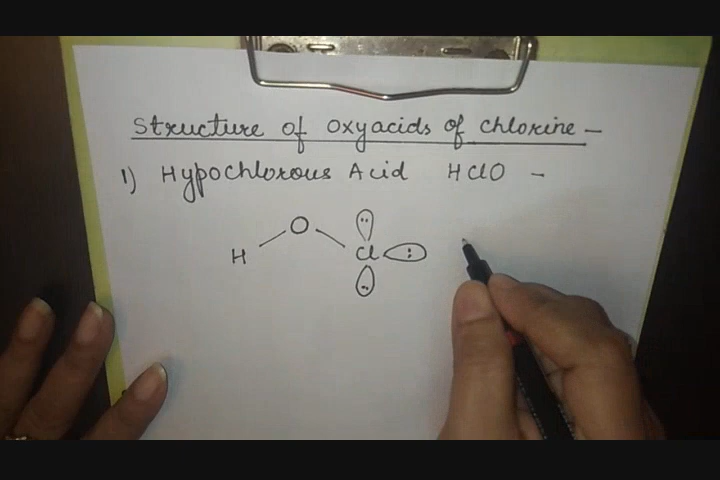 Structure of Oxyacids of chlorine -
1) Hypochlorous Acid HClO -
O
H Cl